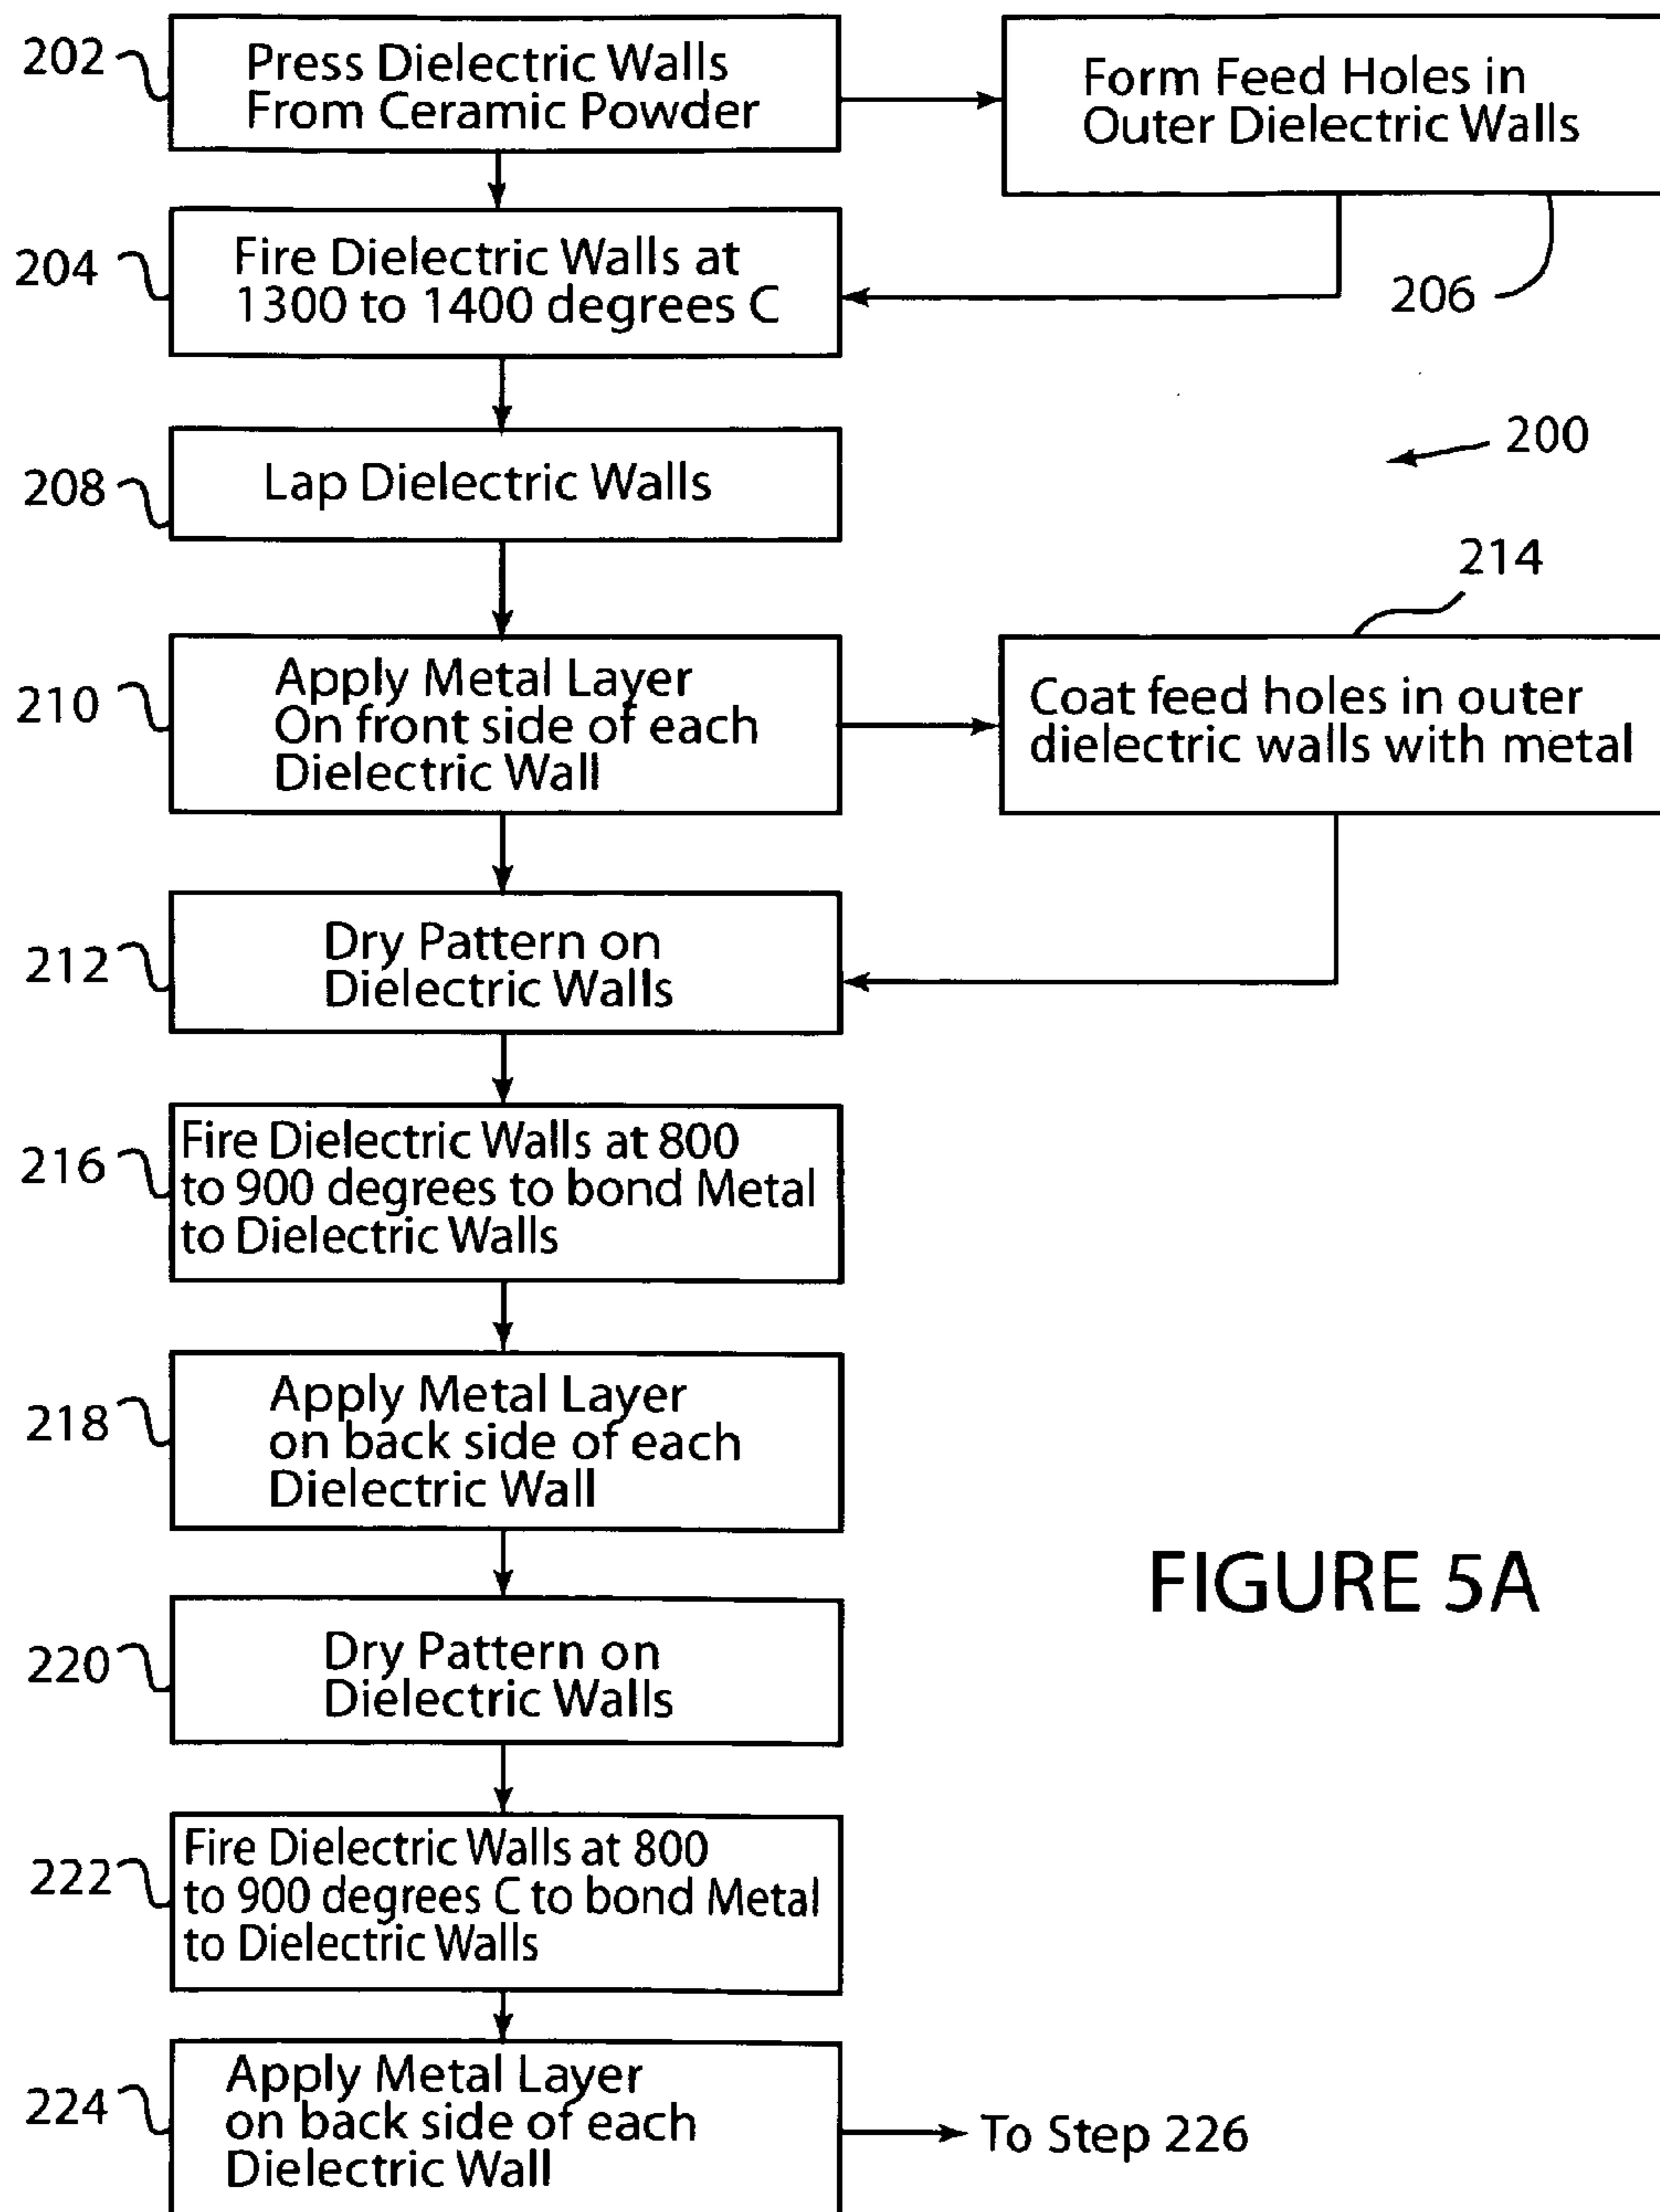 202
Press Dielectric Walls
From Ceramic Powder
Form Feed Holes in
Outer Dielectric Walls
204
Fire Dielectric Walls at
1300 to 1400 degrees C
206
208
Lap Dielectric Walls
200
214
210
Apply Metal Layer
On front side of each
Dielectric Wall
Coat feed holes in outer
dielectric walls with metal
212
Dry Pattern on
Dielectric Walls
216
Fire Dielectric Walls at 800
to 900 degrees to bond Metal
to Dielectric Walls
218
Apply Metal Layer
on back side of each
Dielectric Wall
FIGURE 5A
220
Dry Pattern on
Dielectric Walls
222
Fire Dielectric Walls at 800
to 900 degrees C to bond Metal
to Dielectric Walls
224
Apply Metal Layer
on back side of each
Dielectric Wall
To Step 226